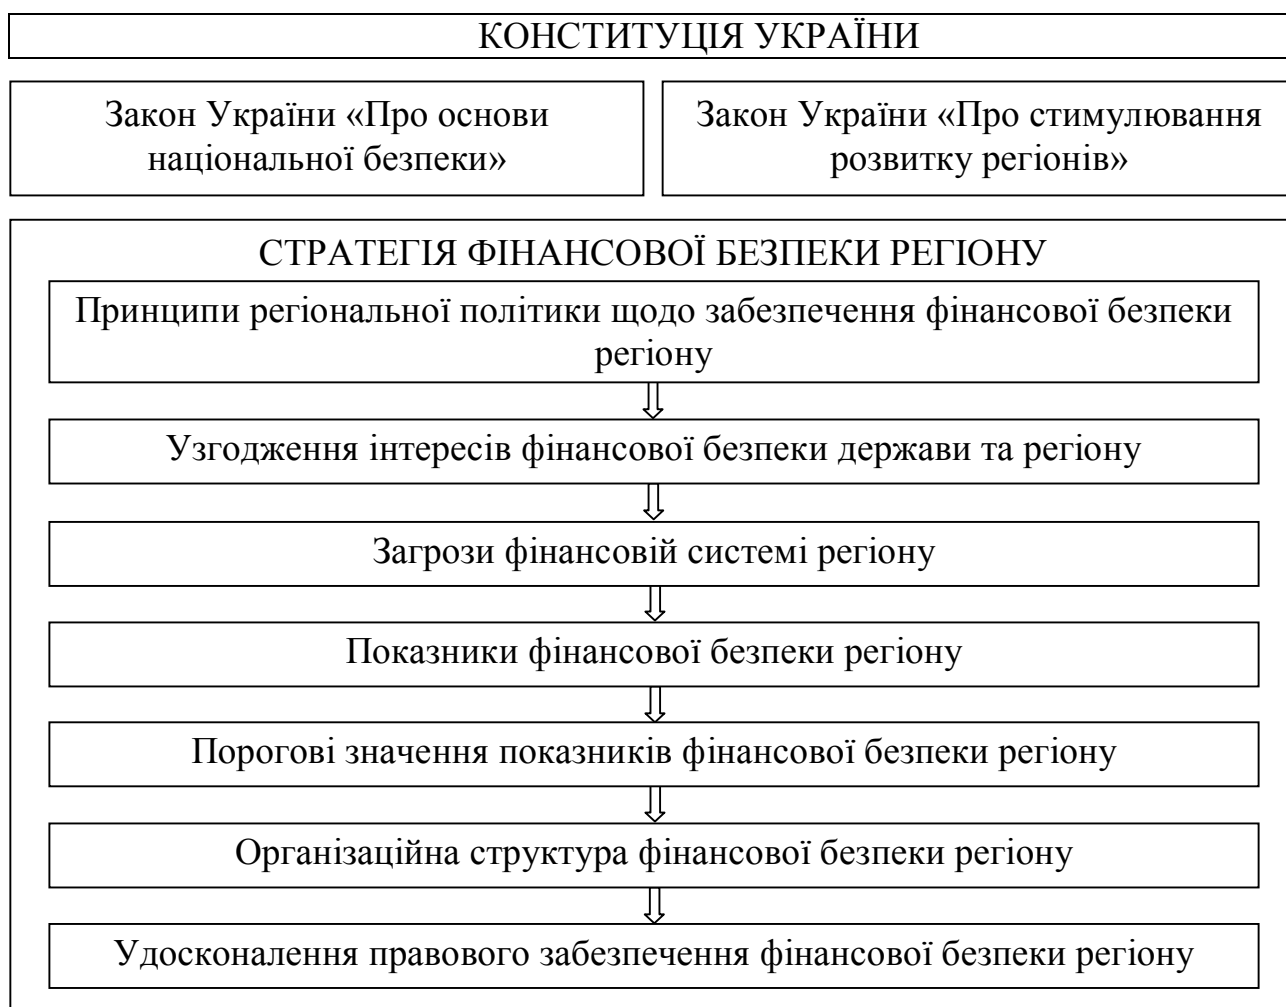 КОНСТИТУЦІЯ УКРАЇНИ
Закон України «Про основи
національної безпеки»
Закон України «Про стимулювання
розвитку регіонів»
СТРАТЕГІЯ ФІНАНСОВОЇ БЕЗПЕКИ РЕГІОНУ
Принципи регіональної політики щодо забезпечення фінансової безпеки
регіону
Узгодження інтересів фінансової безпеки держави та регіону
Загрози фінансовій системі регіону
Показники фінансової безпеки регіону
Порогові значення показників фінансової безпеки регіону
Організаційна структура фінансової безпеки регіону
Удосконалення правового забезпечення фінансової безпеки регіону